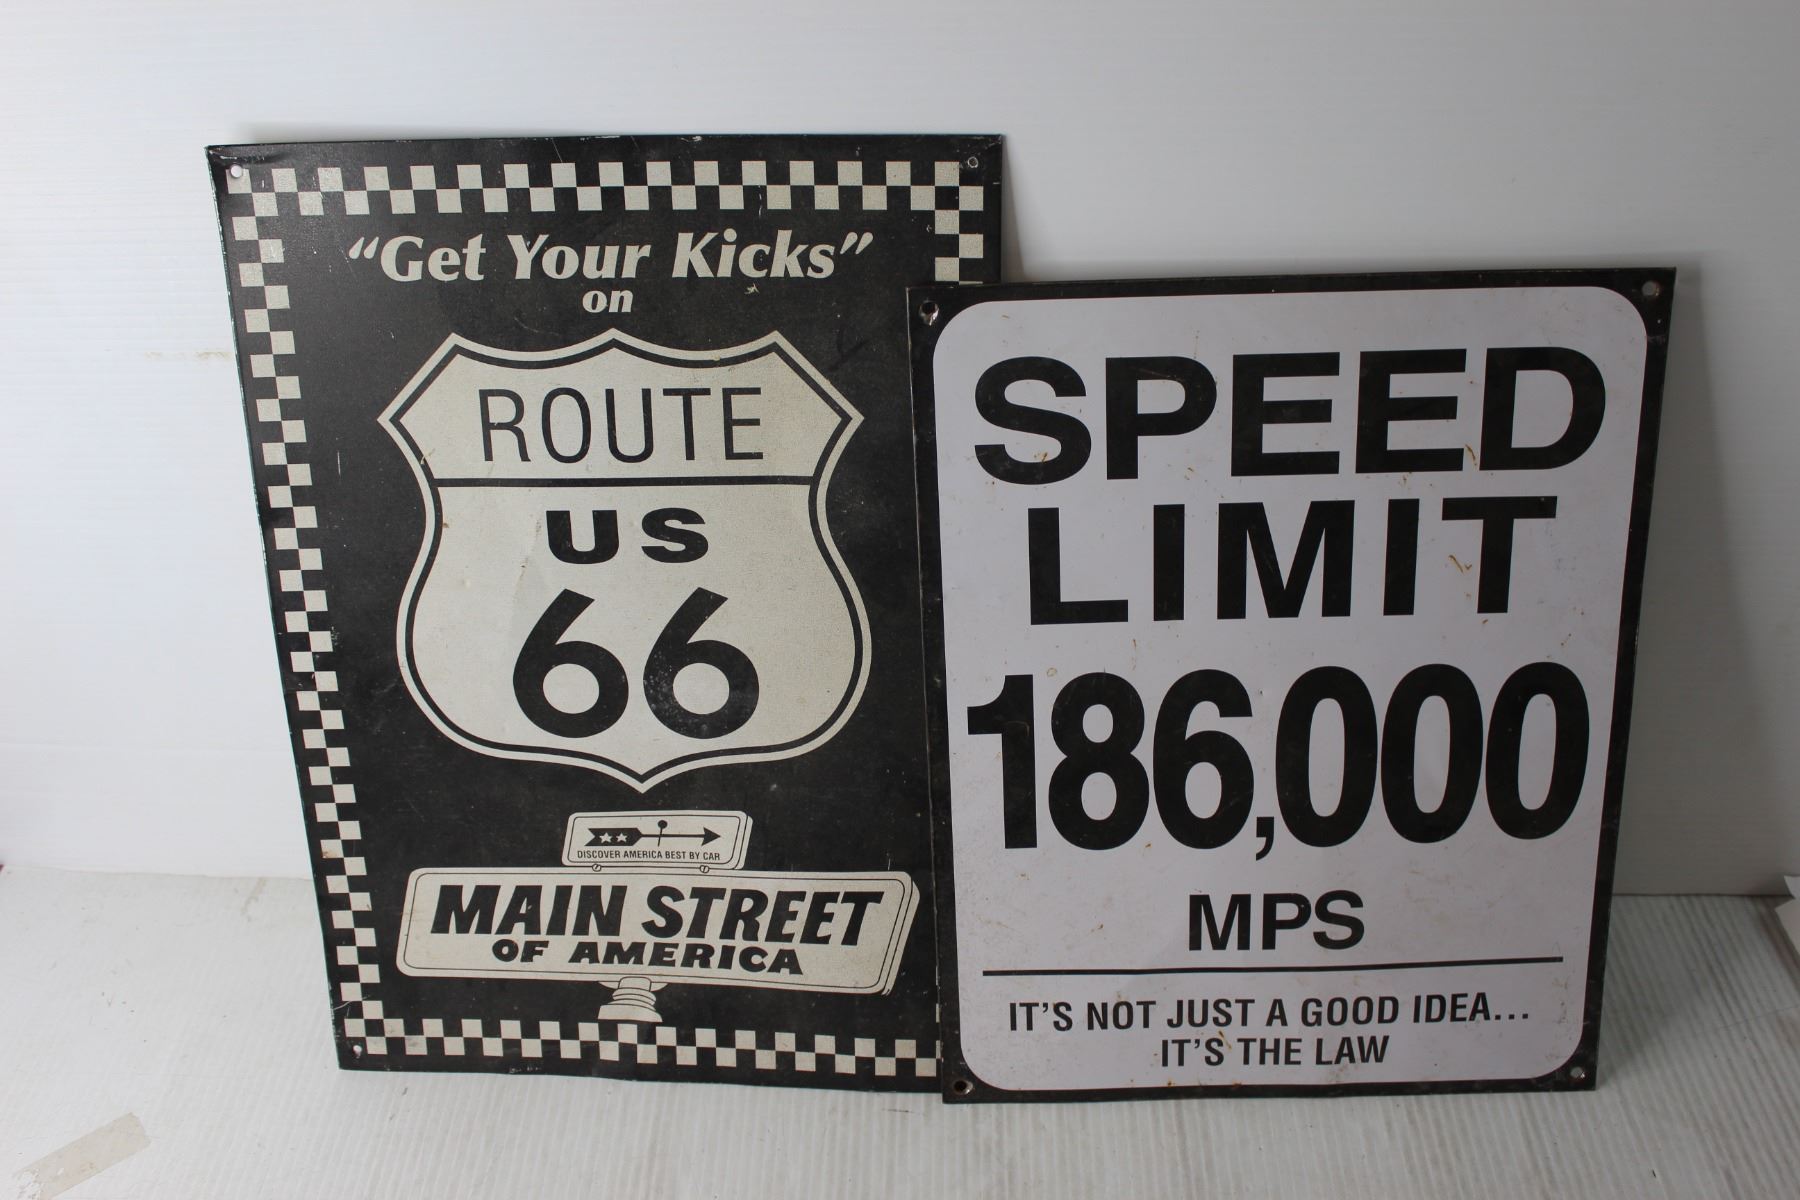 “Get Your Kicks”
on
ROUTE
US
66
DISCOVER AMERICA BEST BY CAR
MAIN STREET
OF AMERICA
SPEED
LIMIT
186,000
MPS
IT'S NOT JUST A GOOD IDEA...
IT'S THE LAW